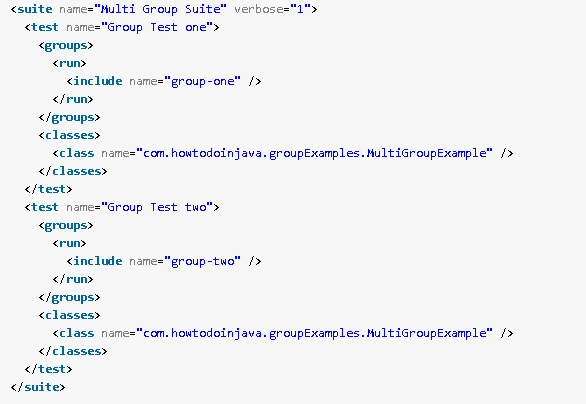 <suite name="Multi Group Suite" verbose="1">
  <test name="Group Test one">
    <groups>
      <run>
        <include name="group-one" />
      </run>
    </groups>
    <classes>
      <class name="com.howtodoinjava.groupExamples.MultiGroupExample" />
    </classes>
  </test>
  <test name="Group Test two">
    <groups>
      <run>
        <include name="group-two" />
      </run>
    </groups>
    <classes>
      <class name="com.howtodoinjava.groupExamples.MultiGroupExample" />
    </classes>
  </test>
</suite>